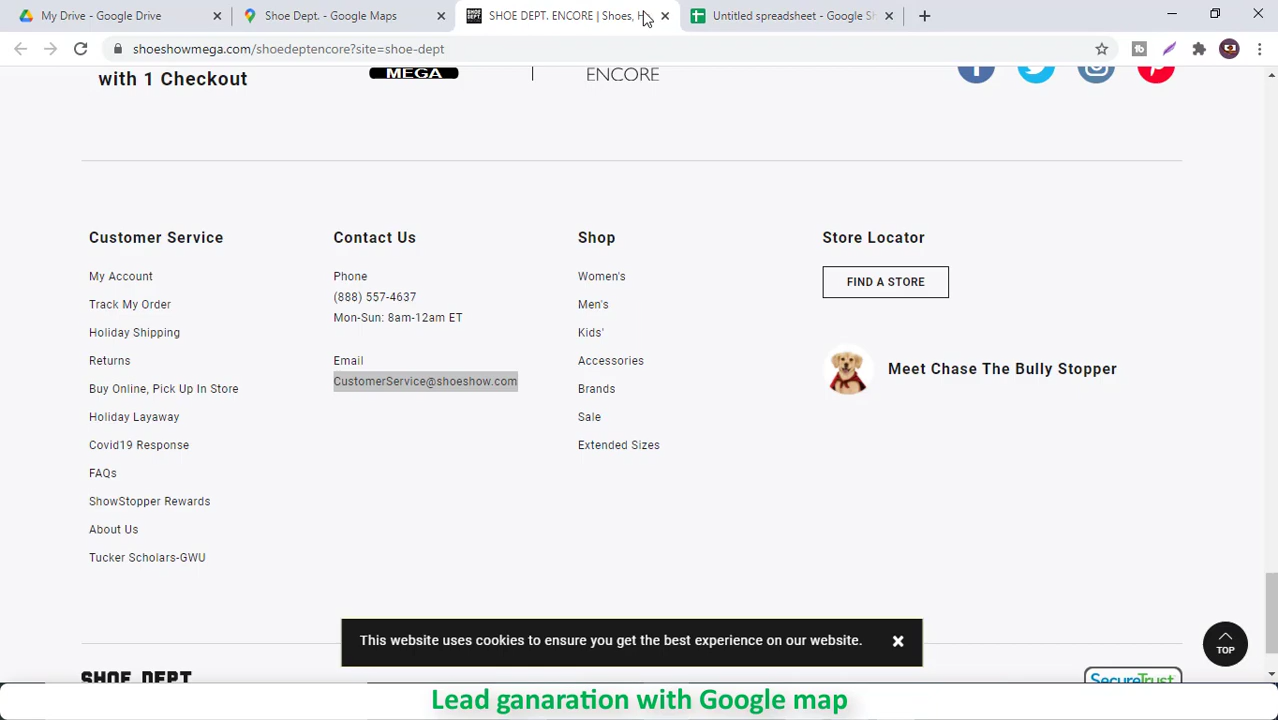 My Drive - Google Drive
Shoe Dept. - Google Maps
SHOE DEPT. ENCORE | Shoes, H
Untitled spreadsheet - Google S
shoeshowmega.com/shoedeptencore?site=shoe-dept
with 1 Checkout
MEGA
ENCORE
Customer Service
My Account
Track My Order
Holiday Shipping
Returns
Buy Online, Pick Up In Store
Holiday Layaway
Covid19 Response
FAQs
ShowStopper Rewards
About Us
Tucker Scholars-GWU
Contact Us
Phone
(888) 557-4637
Mon-Sun: 8am-12am ET
Email
CustomerService@shoeshow.com
Shop
Women's
Men's
Kids'
Accessories
Brands
Sale
Extended Sizes
Store Locator
FIND A STORE
Meet Chase The Bully Stopper
This website uses cookies to ensure you get the best experience on our website.
TOP
SHOE DEPT
SecureTrust
Lead ganaration with Google map